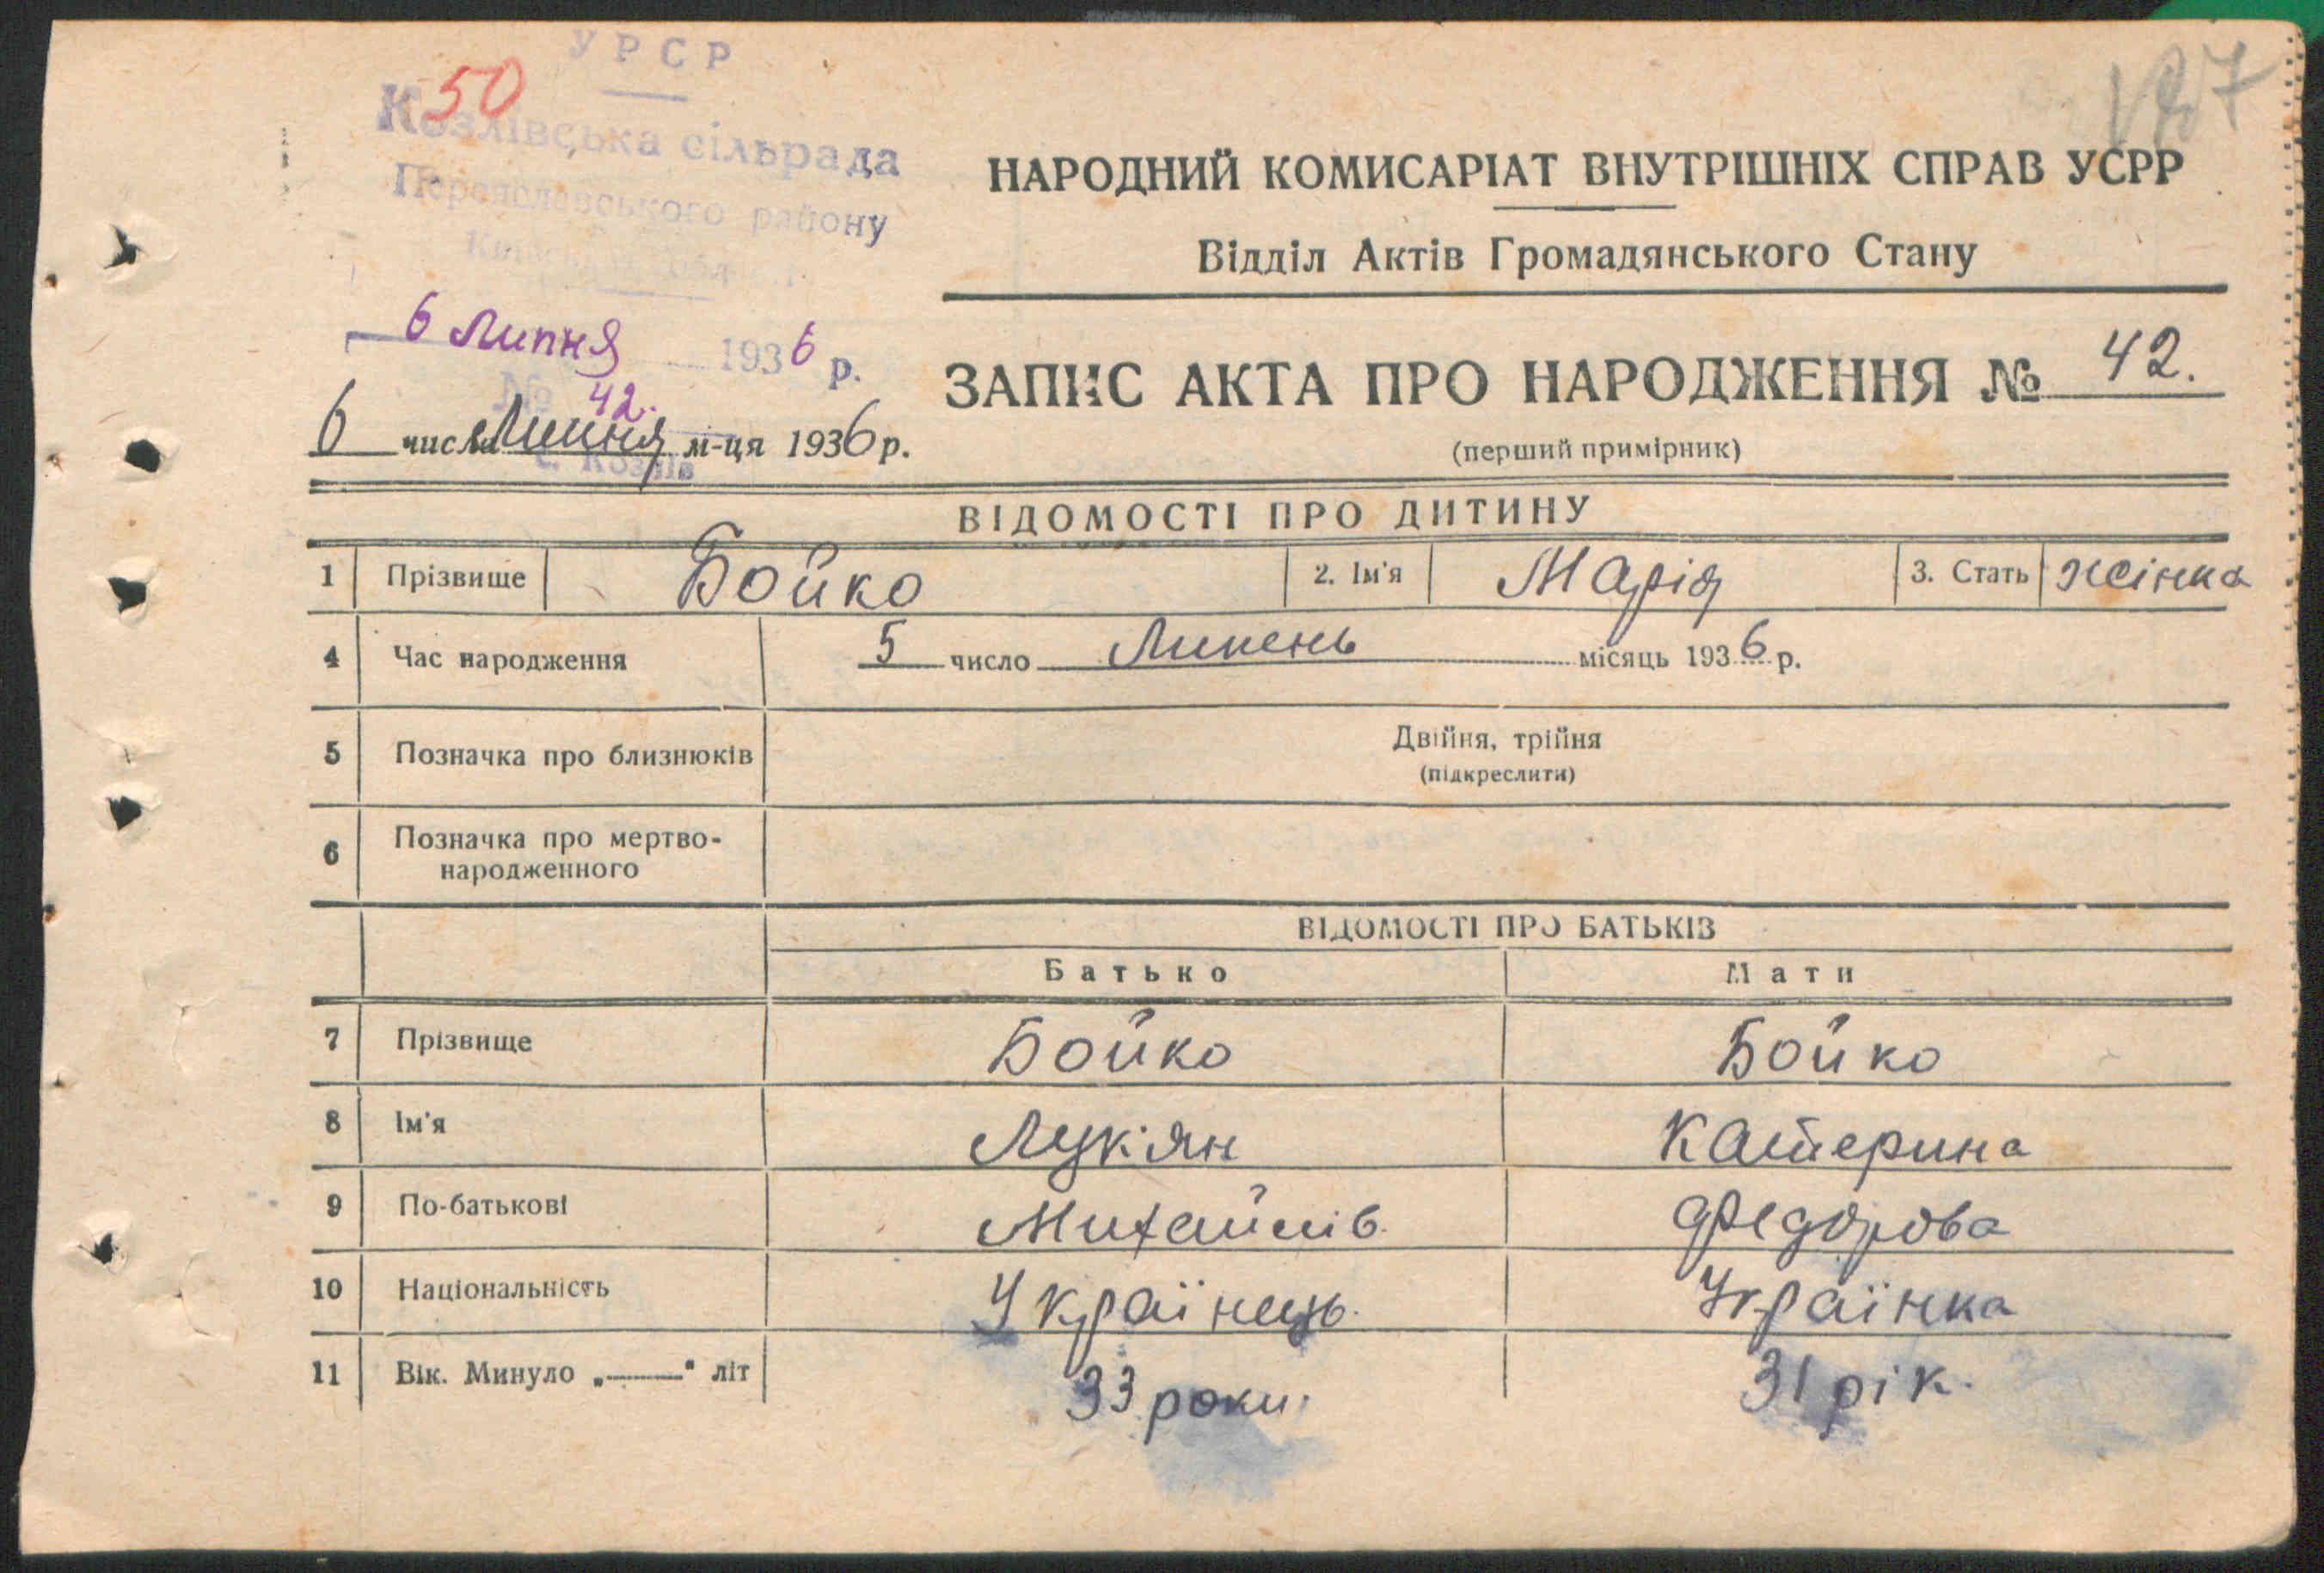 УРСР
50
Козлівська сільрада
Переяславського району
6 Липня 1936 р.
№ 42.
с. Козлів
6 числа Липня м-ця 1936 р.
НАРОДНИЙ КОМИСАРІАТ ВНУТРІШНІХ СПРАВ УСРР
Відділ Актів Громадянського Стану
ЗАПИС АКТА ПРО НАРОДЖЕННЯ № 42.
(перший примірник)
ВІДОМОСТІ ПРО ДИТИНУ
1 Прізвище Бойко 2. Ім'я Марія 3. Стать жінка
4 Час народження 5 число Липень місяць 1936 р.
5 Позначка про близнюків Двійня, трійня
(підкреслити)
6 Позначка про мертво-
народженного
ВІДОМОСТІ ПРО БАТЬКІВ
Батько Мати
7 Прізвище Бойко Бойко
8 Ім'я Лук'ян Катерина
9 По-батькові Михайлів. Федорова
10 Національність Українець. Українка
11 Вік. Минуло „——" літ 33 роки. 31 рік.